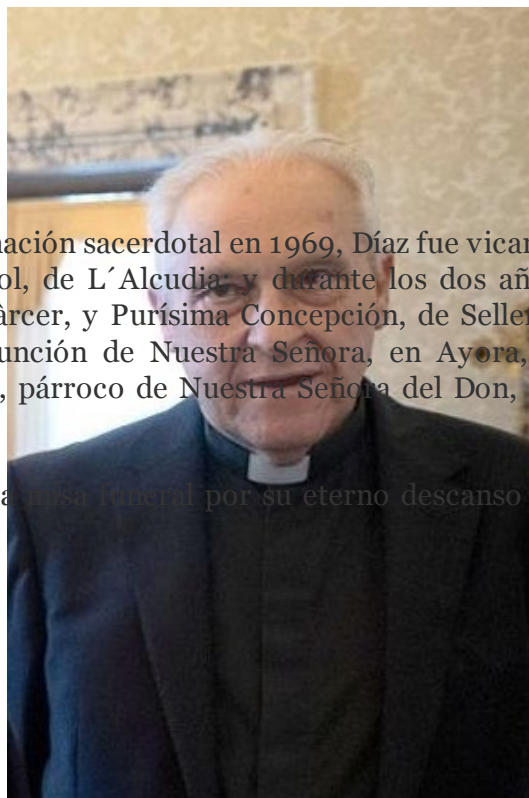 nación sacerdotal en 1969, Díaz fue vicar
ol, de L´Alcudia; y durante los dos añ
àrcer, y Purísima Concepción, de Sellen
unción de Nuestra Señora, en Ayora,
, párroco de Nuestra Señora del Don,
a misa funeral por su eterno descanso